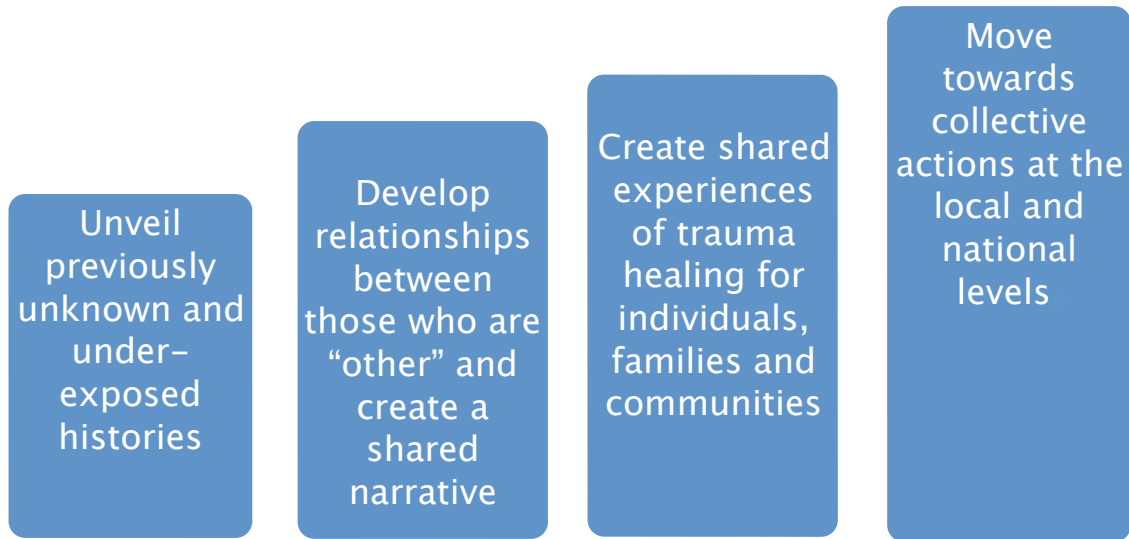 Unveil
previously
unknown and
under-
exposed
histories
Develop
relationships
between
those who are
“other” and
create a
shared
narrative
Create shared
experiences
of trauma
healing for
individuals,
families and
communities
Move
towards
collective
actions at the
local and
national
levels